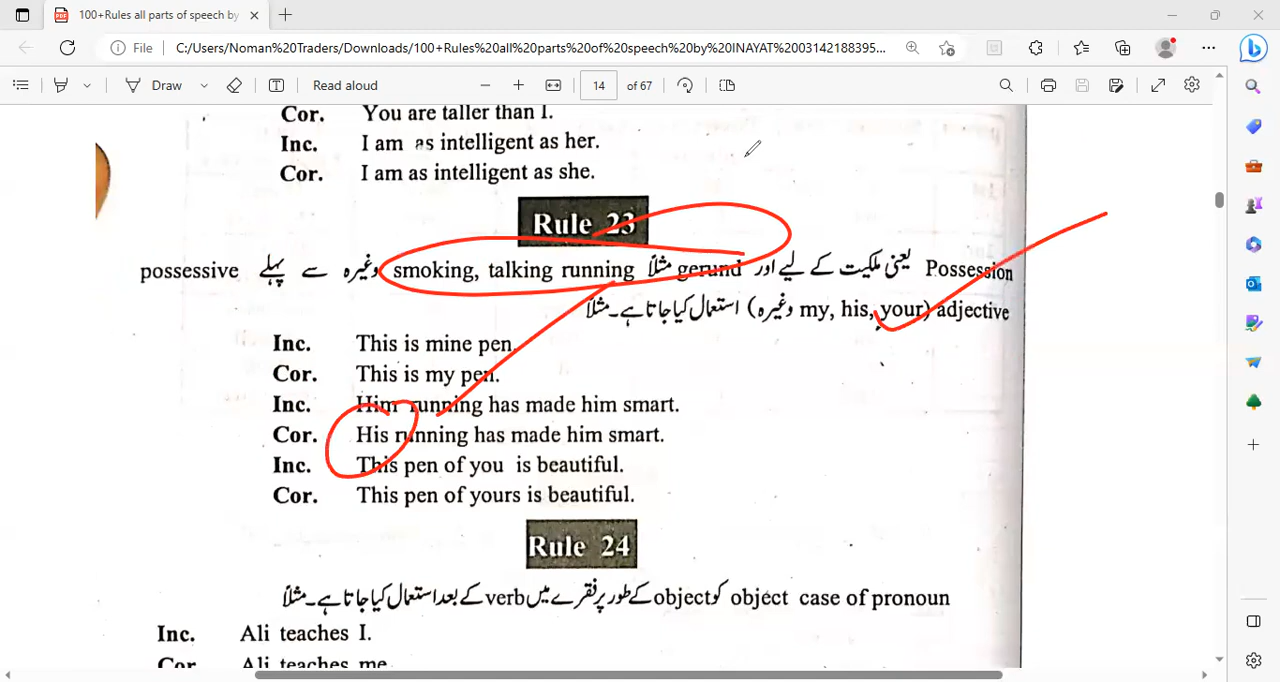 100+Rules all parts of speech by
File C:/Users/Noman%20Traders/Downloads/100+Rules%20all%20parts%20of%20speech%20by%20INAYAT%2003142188395...
Draw Read aloud 14 of 67
Cor. You are taller than I.
Inc. I am as intelligent as her.
Cor. I am as intelligent as she.
Rule 23
Possession یعنی ملکیت کے لیے اور gerund مثلاً smoking, talking running وغیرہ سے پہلے possessive
adjective (my, his, your وغیرہ) استعمال کیا جاتا ہے۔ مثلاً
Inc. This is mine pen.
Cor. This is my pen.
Inc. Him running has made him smart.
Cor. His running has made him smart.
Inc. This pen of you is beautiful.
Cor. This pen of yours is beautiful.
Rule 24
object case of pronoun کو object کے طور پر فقرے میں verb کے بعد استعمال کیا جاتا ہے۔ مثلاً
Inc. Ali teaches I.
Cor. Ali teaches me.